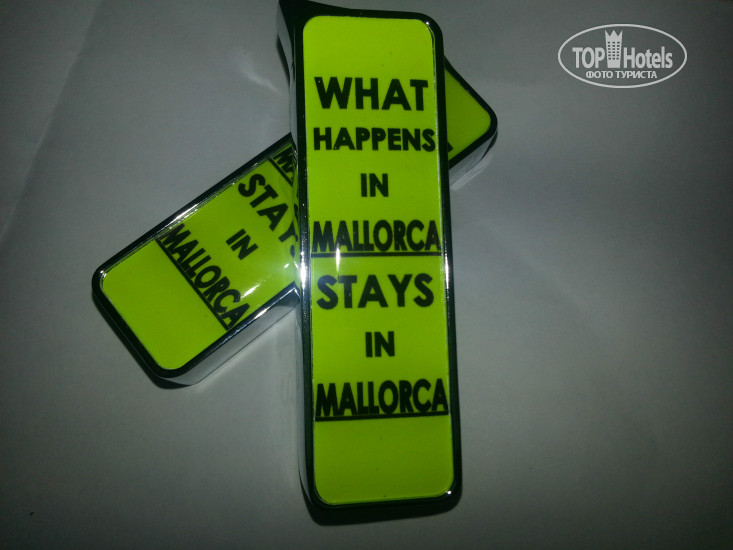 WHAT
HAPPENS
IN
MALLORCA
STAYS
IN
MALLORCA
STAYS
IN
MALLORCA
TOP Hotels
ФОТО ТУРИСТА